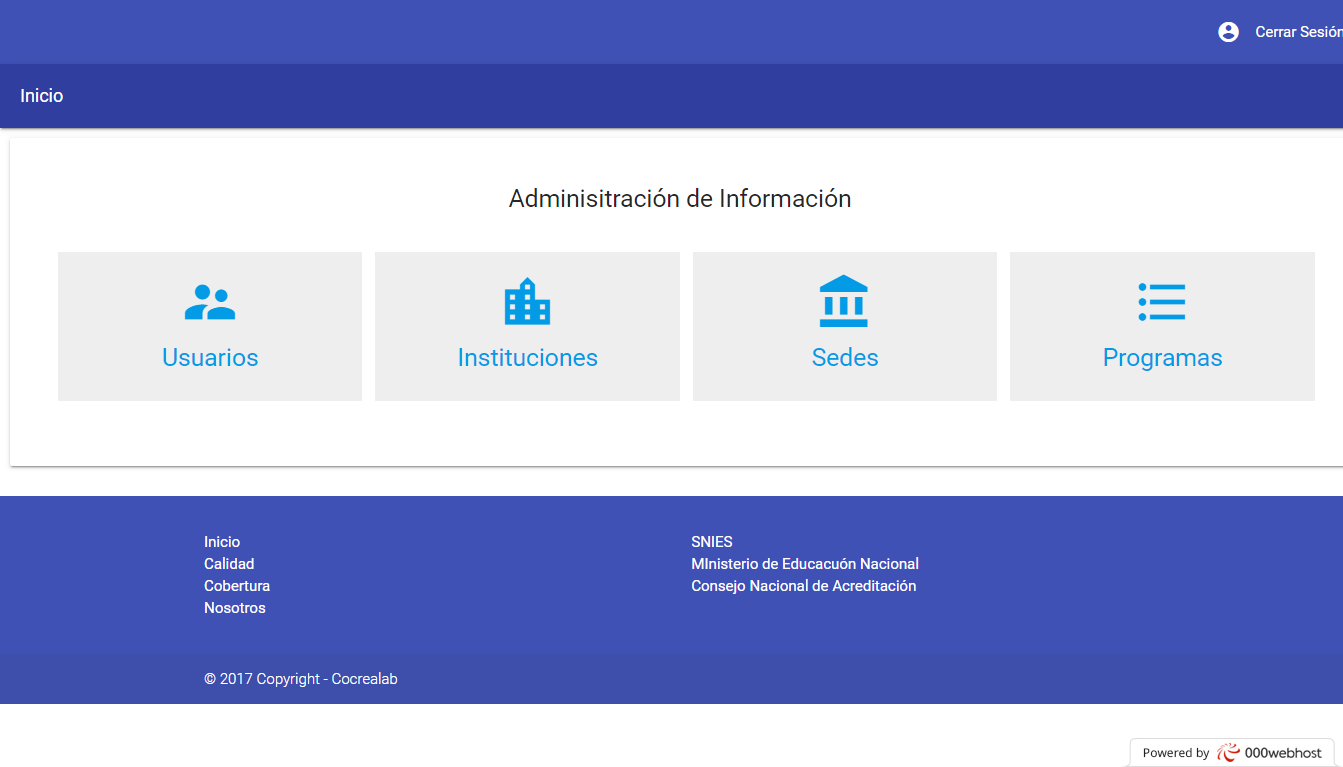 Cerrar Sesión
Inicio
Adminisitración de Información
Usuarios
Instituciones
Sedes
Programas
Inicio
Calidad
Cobertura
Nosotros
SNIES
MInisterio de Educacuón Nacional
Consejo Nacional de Acreditación
© 2017 Copyright - Cocrealab
Powered by 000webhost